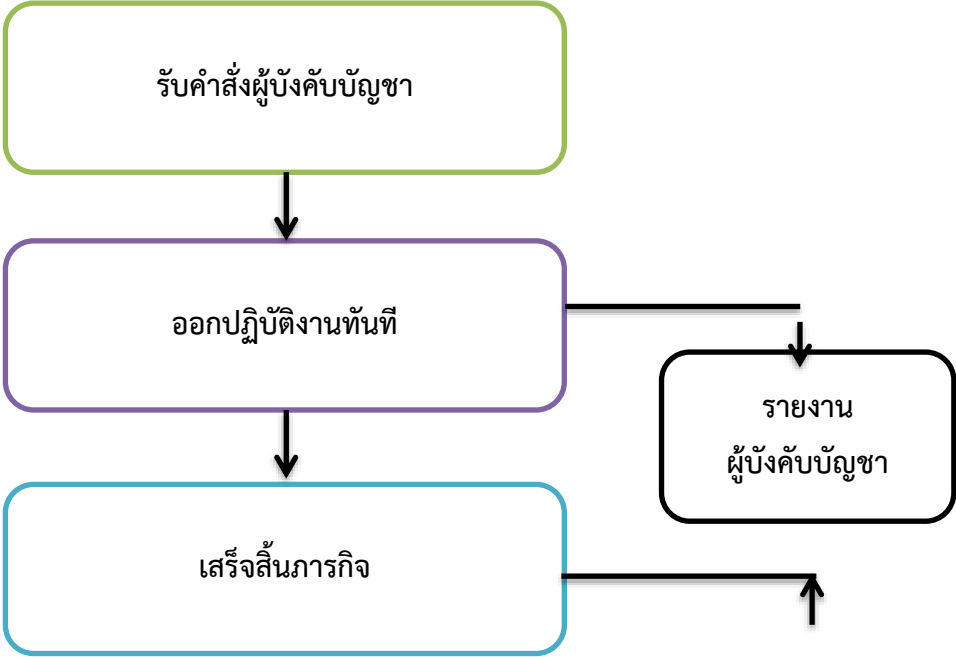 รับคำสั่งผู้บังคับบัญชา
ออกปฏิบัติงานทันที
รายงาน
ผู้บังคับบัญชา
เสร็จสิ้นภารกิจ